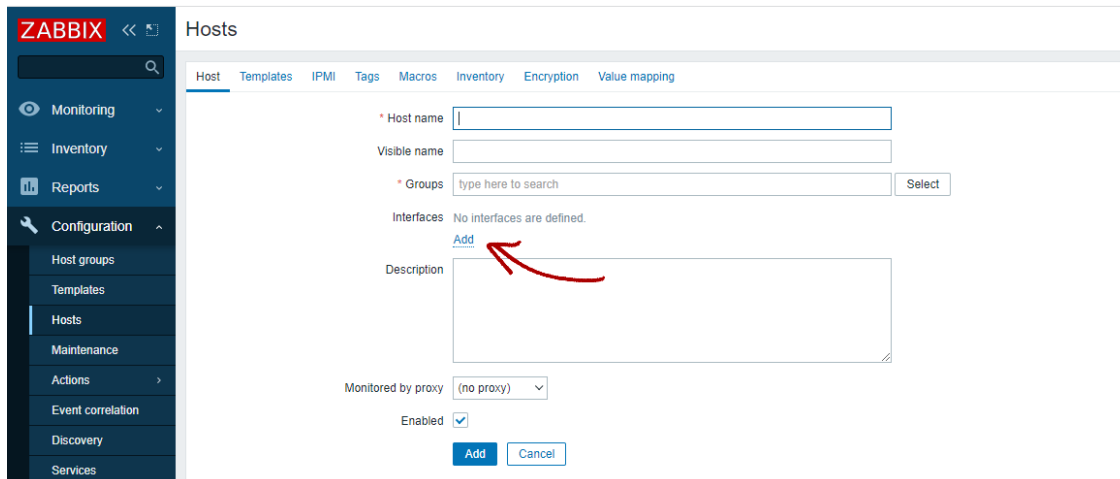 ZABBIX
Hosts
Host Templates IPMI Tags Macros Inventory Encryption Value mapping
Monitoring
Inventory
Reports
Configuration
Host groups
Templates
Hosts
Maintenance
Actions
Event correlation
Discovery
Services
* Host name
Visible name
* Groups type here to search Select
Interfaces No interfaces are defined.
Add
Description
Monitored by proxy (no proxy)
Enabled
Add Cancel